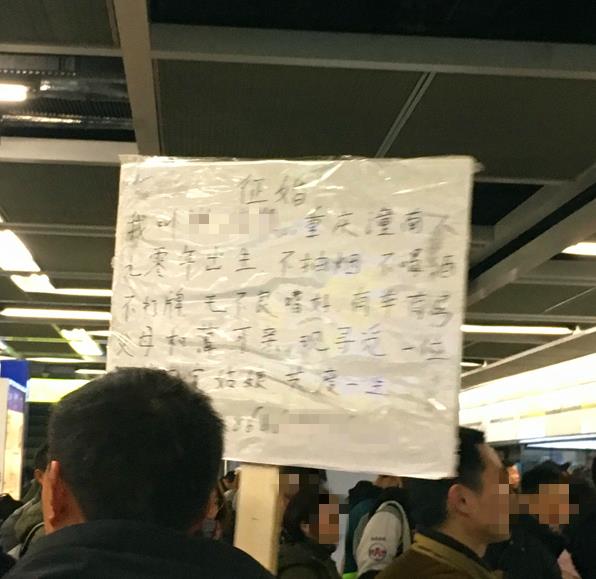 征婚
我叫 重庆潼南
九零年出生 不抽烟 不喝酒
不打牌 无不良嗜好 有车有房
父母和蔼可亲 现寻觅一位
姑娘 爱一生